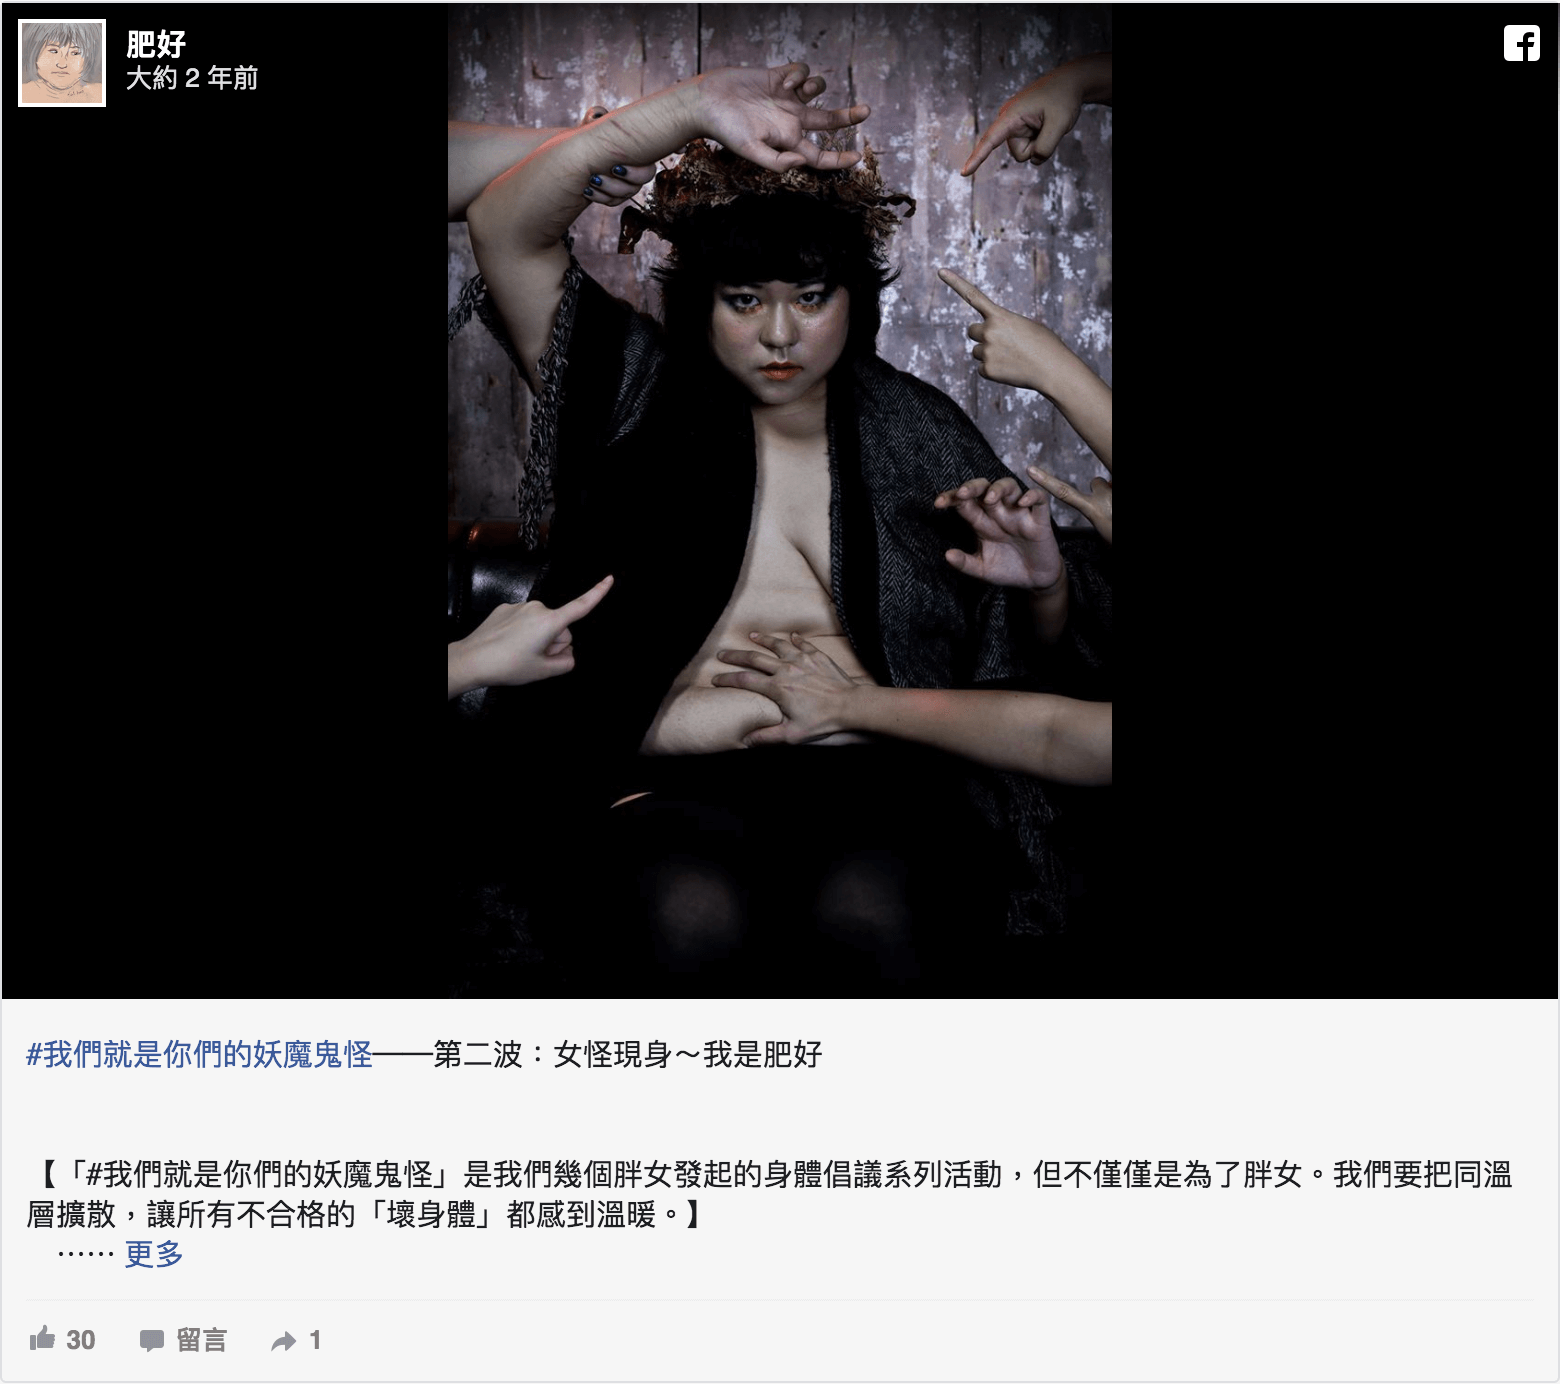 肥好
大約 2 年前
#我們就是你們的妖魔鬼怪——第二波：女怪現身～我是肥好
【「#我們就是你們的妖魔鬼怪」是我們幾個胖女發起的身體倡議系列活動，但不僅僅是為了胖女。我們要把同溫
層擴散，讓所有不合格的「壞身體」都感到溫暖。】
⋯⋯ 更多
30 留言 1